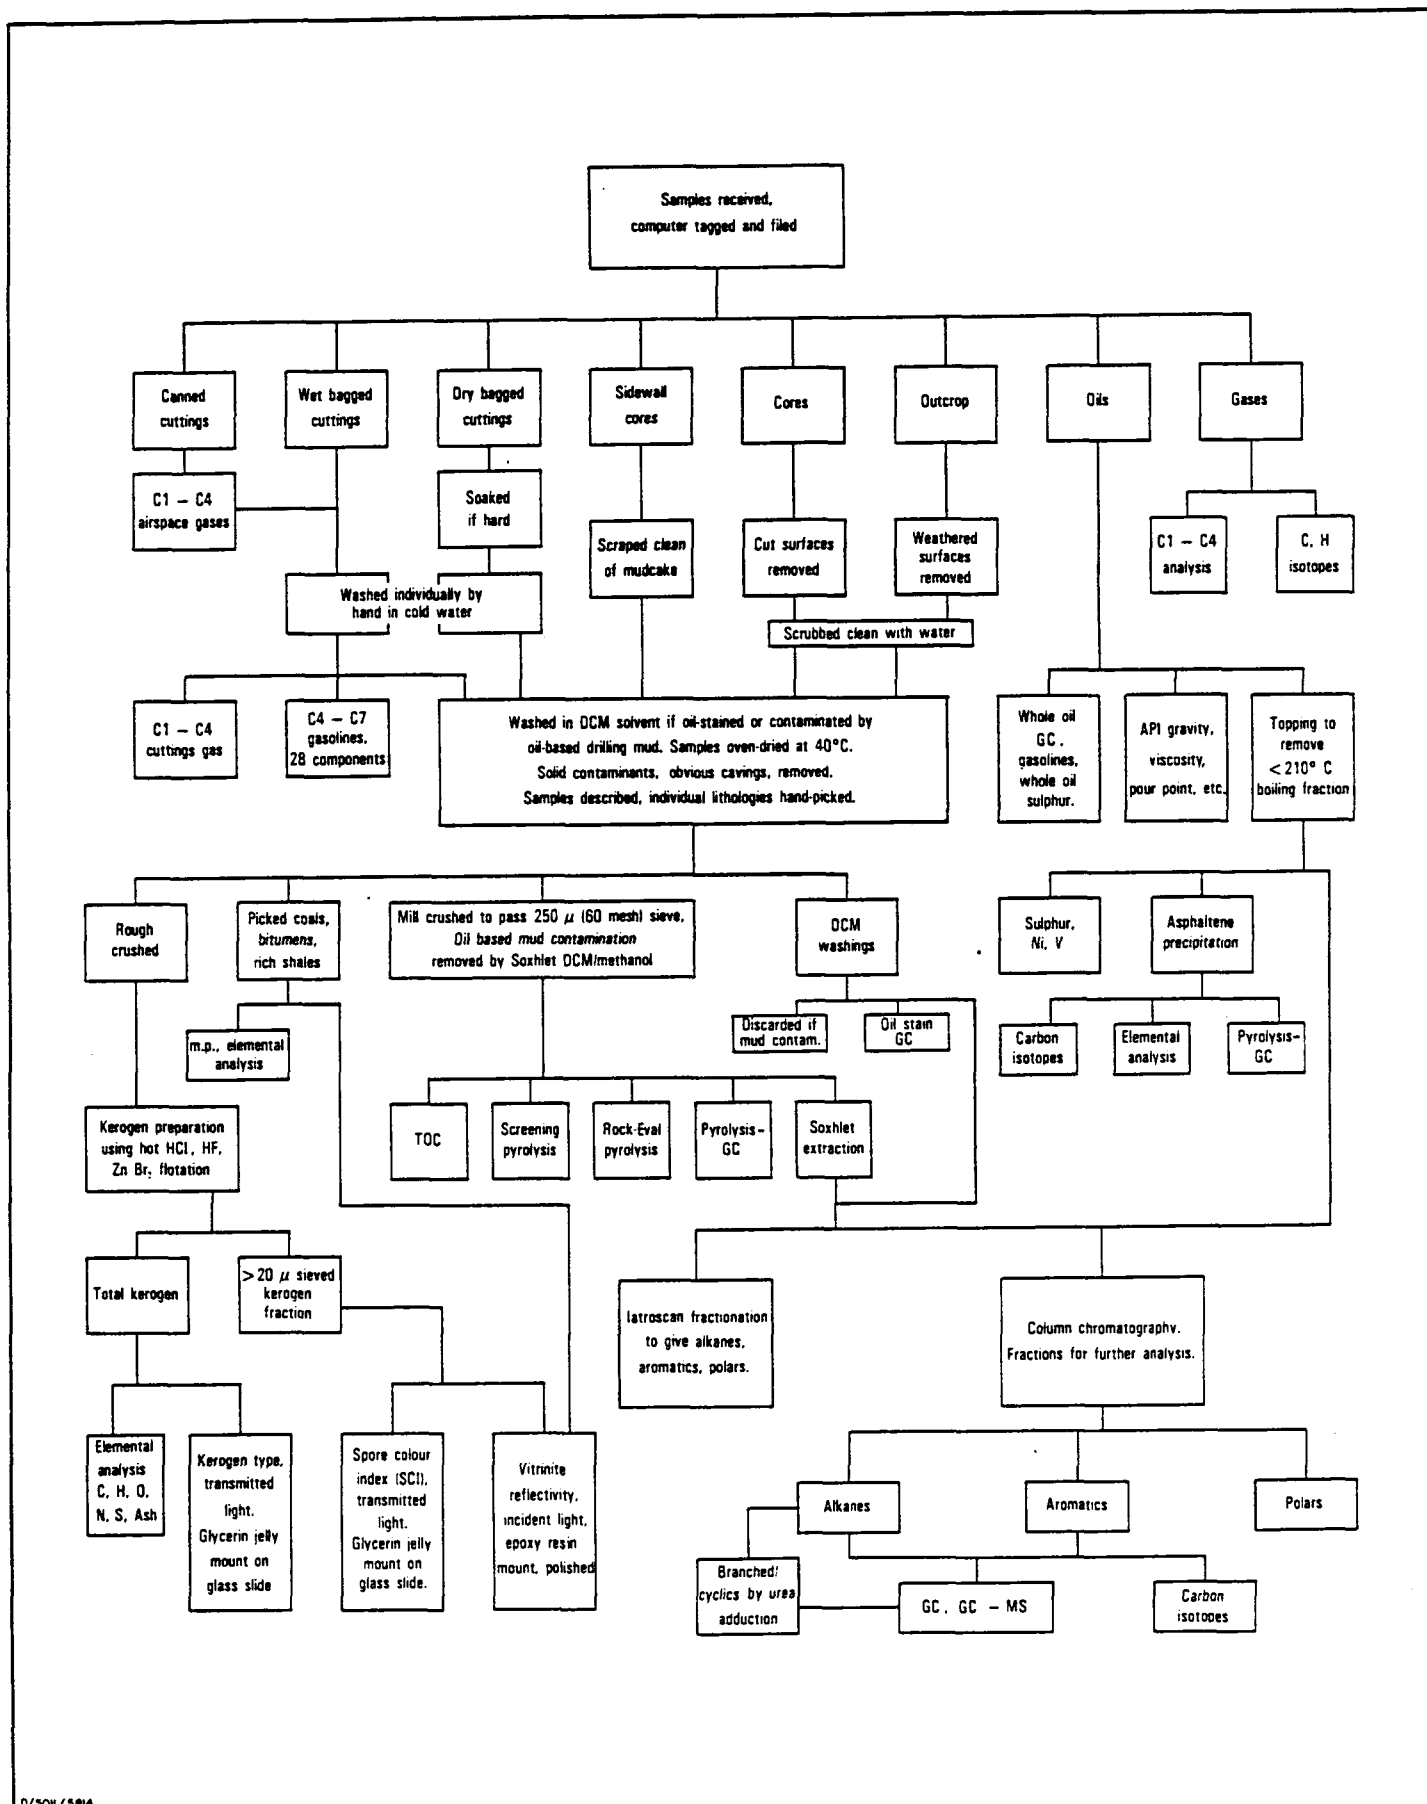 Samples received,
computer tagged and filed
Canned
cuttings
Wet bagged
cuttings
Dry bagged
cuttings
Sidewall
cores
Cores
Outcrop
Oils
Gases
C1 – C4
airspace gases
Soaked
if hard
Scraped clean
of mudcake
Cut surfaces
removed
Weathered
surfaces
removed
C1 – C4
analysis
C, H
isotopes
Washed individually by
hand in cold water
Scrubbed clean with water
C1 – C4
cuttings gas
C4 – C7
gasolines,
28 components
Washed in DCM solvent if oil-stained or contaminated by
oil-based drilling mud. Samples oven-dried at 40°C.
Solid contaminants, obvious cavings, removed.
Samples described, individual lithologies hand-picked.
Whole oil
GC,
gasolines,
whole oil
sulphur.
API gravity,
viscosity,
pour point, etc.
Topping to
remove
<210° C
boiling fraction
Rough
crushed
Picked coals,
bitumens,
rich shales
Mill crushed to pass 250 μ (60 mesh) sieve,
Oil based mud contamination
removed by Soxhlet DCM/methanol
DCM
washings
Sulphur,
Ni, V
Asphaltene
precipitation
m.p., elemental
analysis
Discarded if
mud contam.
Oil stain
GC
Carbon
isotopes
Elemental
analysis
Pyrolysis–
GC
Kerogen preparation
using hot HCl, HF,
Zn Br₂ flotation
TOC
Screening
pyrolysis
Rock-Eval
pyrolysis
Pyrolysis–
GC
Soxhlet
extraction
Total kerogen
>20 μ sieved
kerogen
fraction
Iatroscan fractionation
to give alkanes,
aromatics, polars.
Column chromatography.
Fractions for further analysis.
Elemental
analysis
C, H, O,
N, S, Ash
Kerogen type,
transmitted
light.
Glycerin jelly
mount on
glass slide
Spore colour
index (SCI),
transmitted
light.
Glycerin jelly
mount on
glass slide.
Vitrinite
reflectivity,
incident light,
epoxy resin
mount, polished
Alkanes
Aromatics
Polars
Branched/
cyclics by urea
adduction
GC, GC – MS
Carbon
isotopes